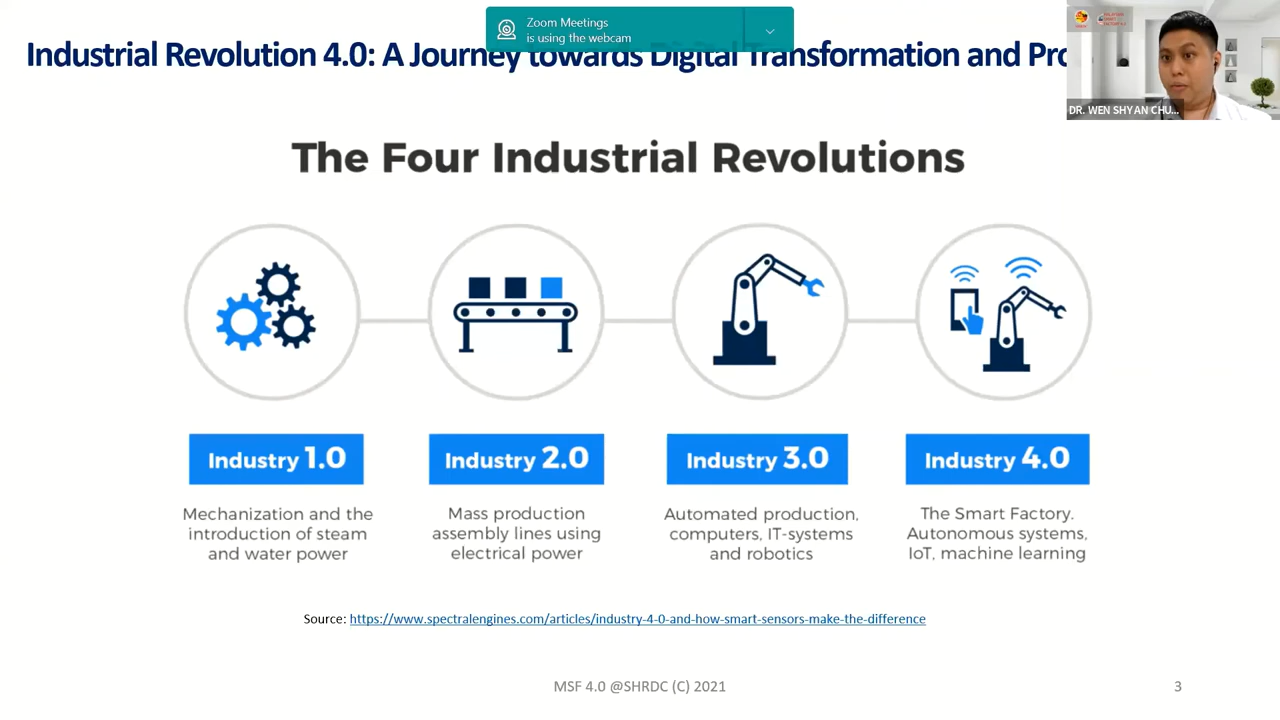 Zoom Meetings
is using the webcam
Industrial Revolution 4.0: A Journey towards Digital Transformation and Pro
DR. WEN SHYAN CHU...
The Four Industrial Revolutions
Industry 1.0
Mechanization and the
introduction of steam
and water power
Industry 2.0
Mass production
assembly lines using
electrical power
Industry 3.0
Automated production,
computers, IT-systems
and robotics
Industry 4.0
The Smart Factory.
Autonomous systems,
IoT, machine learning
Source: https://www.spectralengines.com/articles/industry-4-0-and-how-smart-sensors-make-the-difference
MSF 4.0 @SHRDC (C) 2021
3